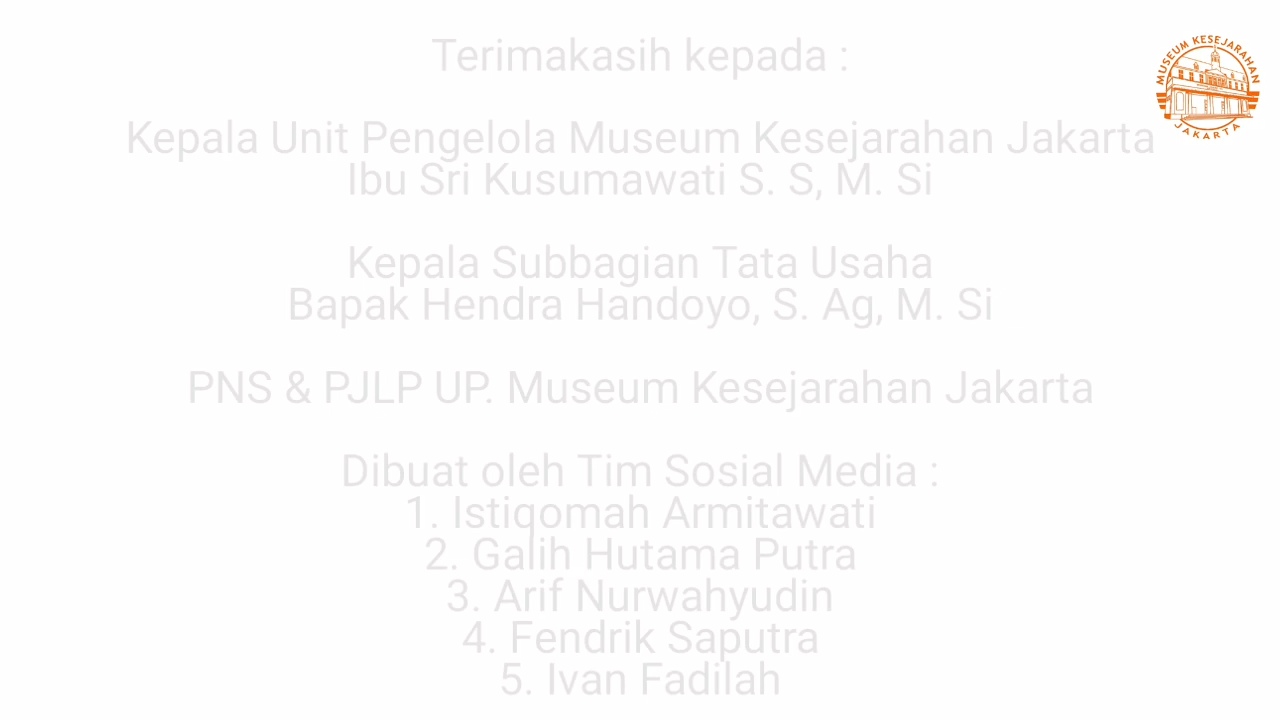 Terimakasih kepada :
Kepala Unit Pengelola Museum Kesejarahan Jakarta
Ibu Sri Kusumawati S. S, M. Si
Kepala Subbagian Tata Usaha
Bapak Hendra Handoyo, S. Ag, M. Si
PNS & PJLP UP. Museum Kesejarahan Jakarta
Dibuat oleh Tim Sosial Media :
1. Istiqomah Armitawati
2. Galih Hutama Putra
3. Arif Nurwahyudin
4. Fendrik Saputra
5. Ivan Fadilah
MUSEUM KESEJARAHAN
JAKARTA